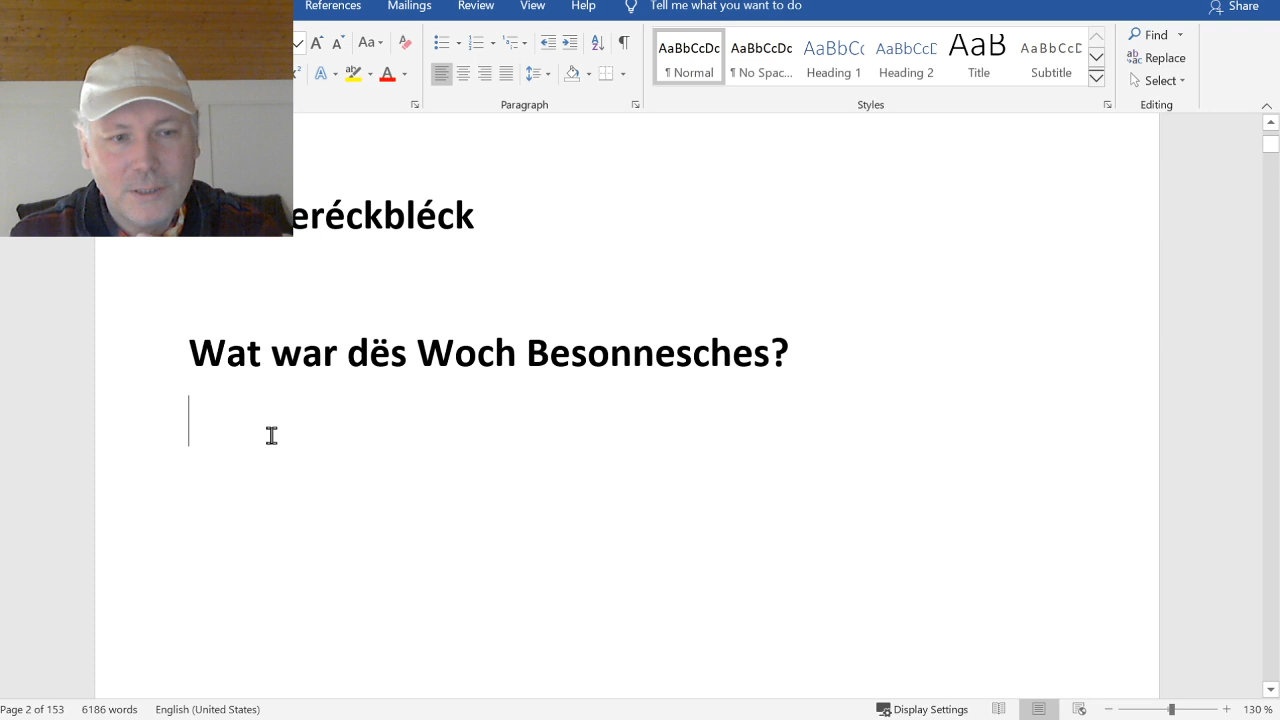 References Mailings Review View Help Tell me what you want to do Share
Aa
AaBbCcDc AaBbCcDc AaBbCc AaBbCcD AaB AaBbCcD
¶ Normal ¶ No Spac... Heading 1 Heading 2 Title Subtitle
Find
Replace
Select
Paragraph Styles Editing
eréckbléck
Wat war dës Woch Besonnesches?
Page 2 of 153 6186 words English (United States) Display Settings 130 %